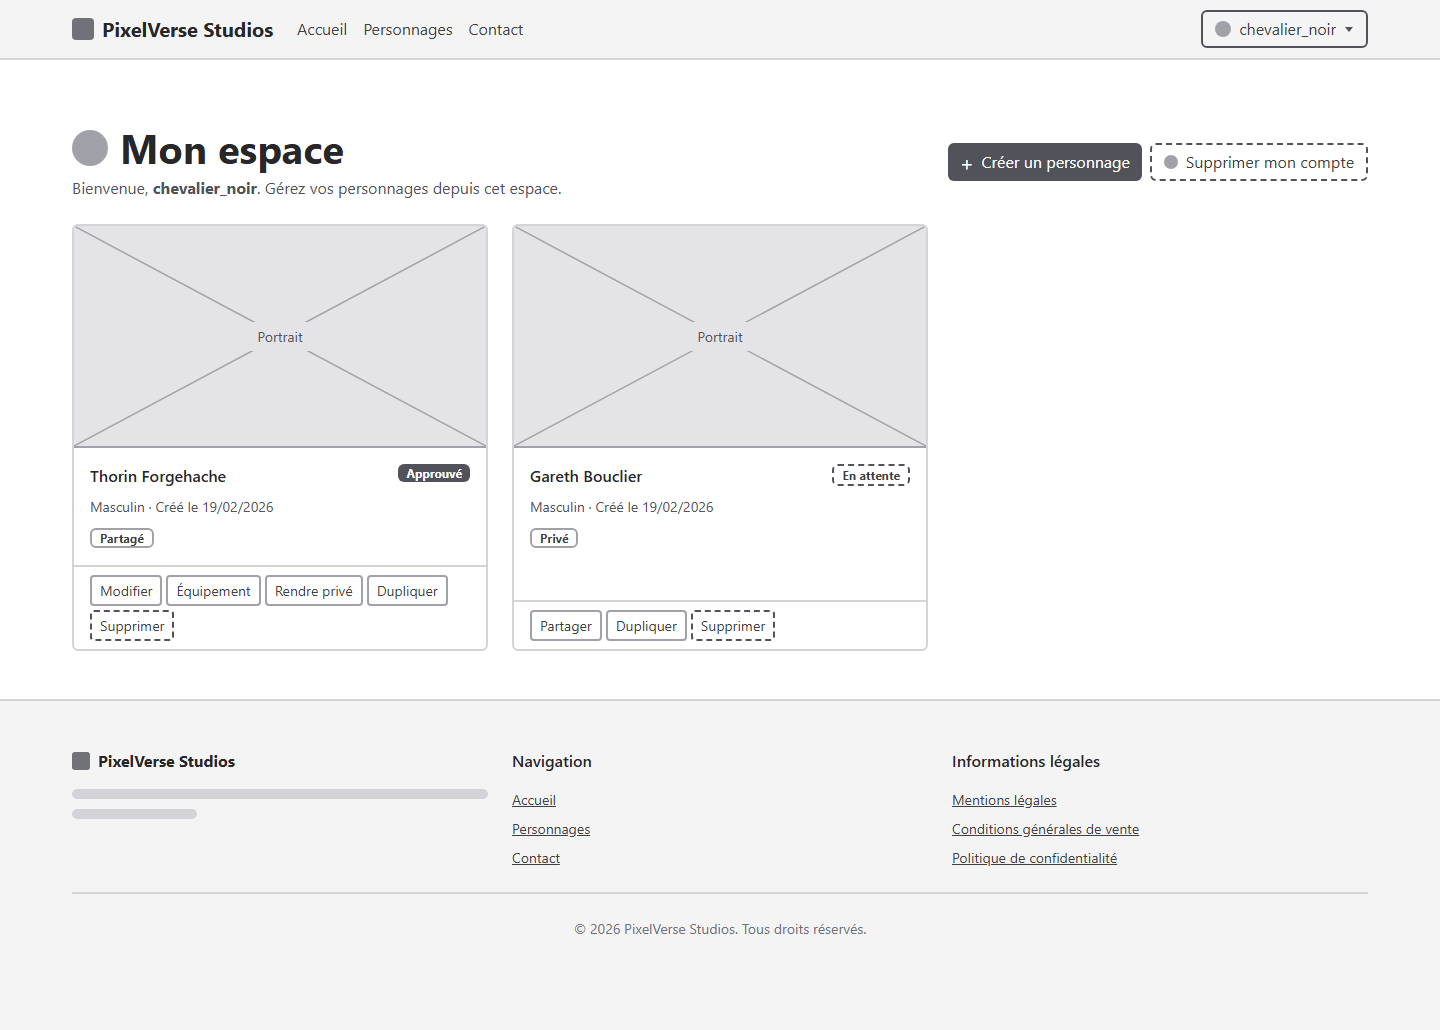 PixelVerse Studios Accueil Personnages Contact chevalier_noir
Mon espace
Bienvenue, chevalier_noir. Gérez vos personnages depuis cet espace.
+ Créer un personnage Supprimer mon compte
Portrait
Thorin Forgehache Approuvé
Masculin · Créé le 19/02/2026
Partagé
Modifier Équipement Rendre privé Dupliquer
Supprimer
Portrait
Gareth Bouclier En attente
Masculin · Créé le 19/02/2026
Privé
Partager Dupliquer Supprimer
PixelVerse Studios
Navigation
Accueil
Personnages
Contact
Informations légales
Mentions légales
Conditions générales de vente
Politique de confidentialité
© 2026 PixelVerse Studios. Tous droits réservés.